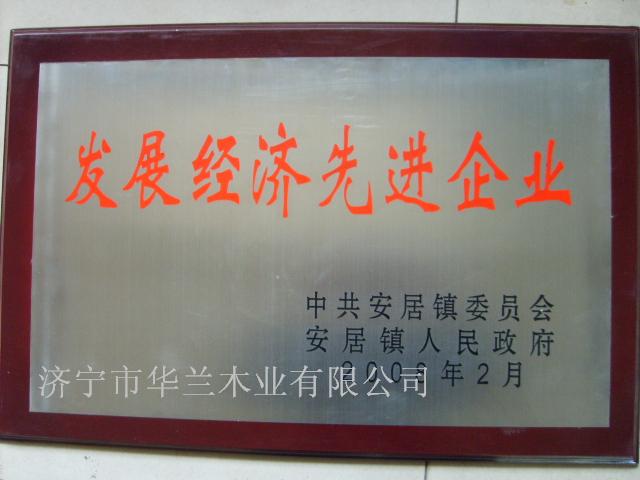 发展经济先进企业
中共安居镇委员会
安居镇人民政府
年2月
济宁市华兰木业有限公司